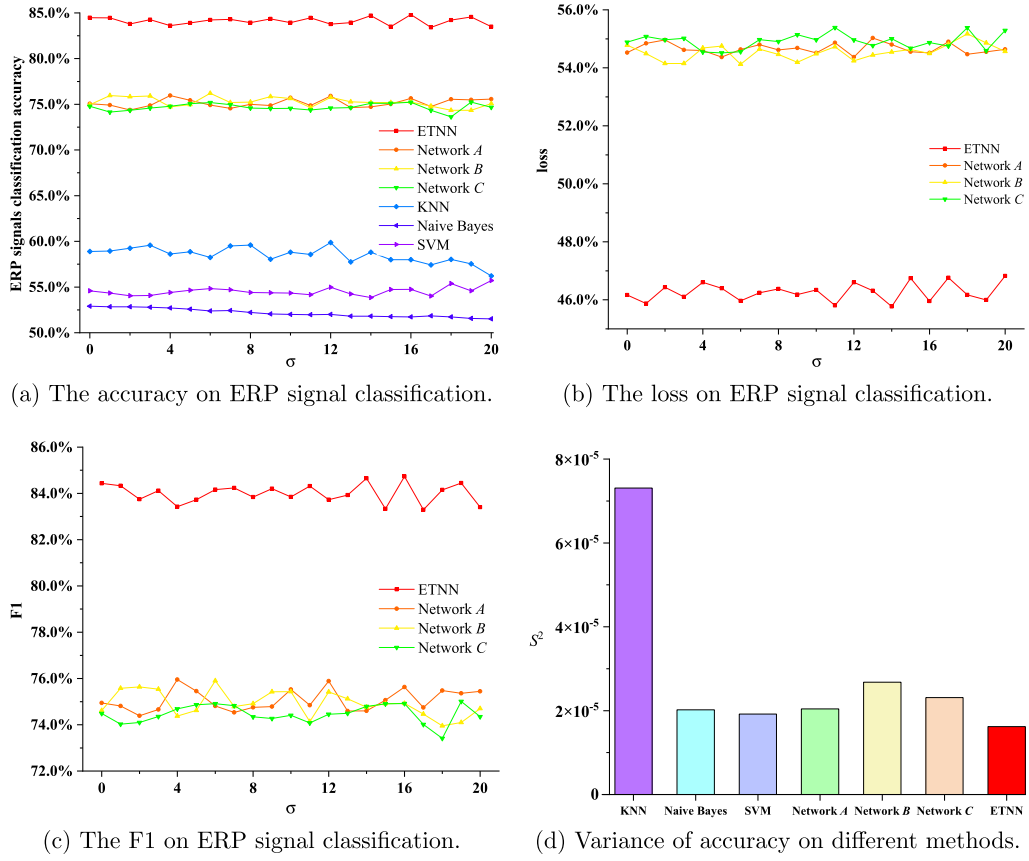 85.0%
80.0%
75.0%
70.0%
65.0%
60.0%
55.0%
50.0%
ERP signals classification accuracy
ETNN
Network A
Network B
Network C
KNN
Naive Bayes
SVM
0 4 8 12 16 20
σ
(a) The accuracy on ERP signal classification.
56.0%
54.0%
52.0%
50.0%
48.0%
46.0%
loss
ETNN
Network A
Network B
Network C
0 4 8 12 16 20
σ
(b) The loss on ERP signal classification.
86.0%
84.0%
82.0%
80.0%
78.0%
76.0%
74.0%
72.0%
F1
ETNN
Network A
Network B
Network C
0 4 8 12 16 20
σ
(c) The F1 on ERP signal classification.
8×10⁻⁵
6×10⁻⁵
4×10⁻⁵
2×10⁻⁵
0
S²
KNN Naive Bayes SVM Network A Network B Network C ETNN
(d) Variance of accuracy on different methods.